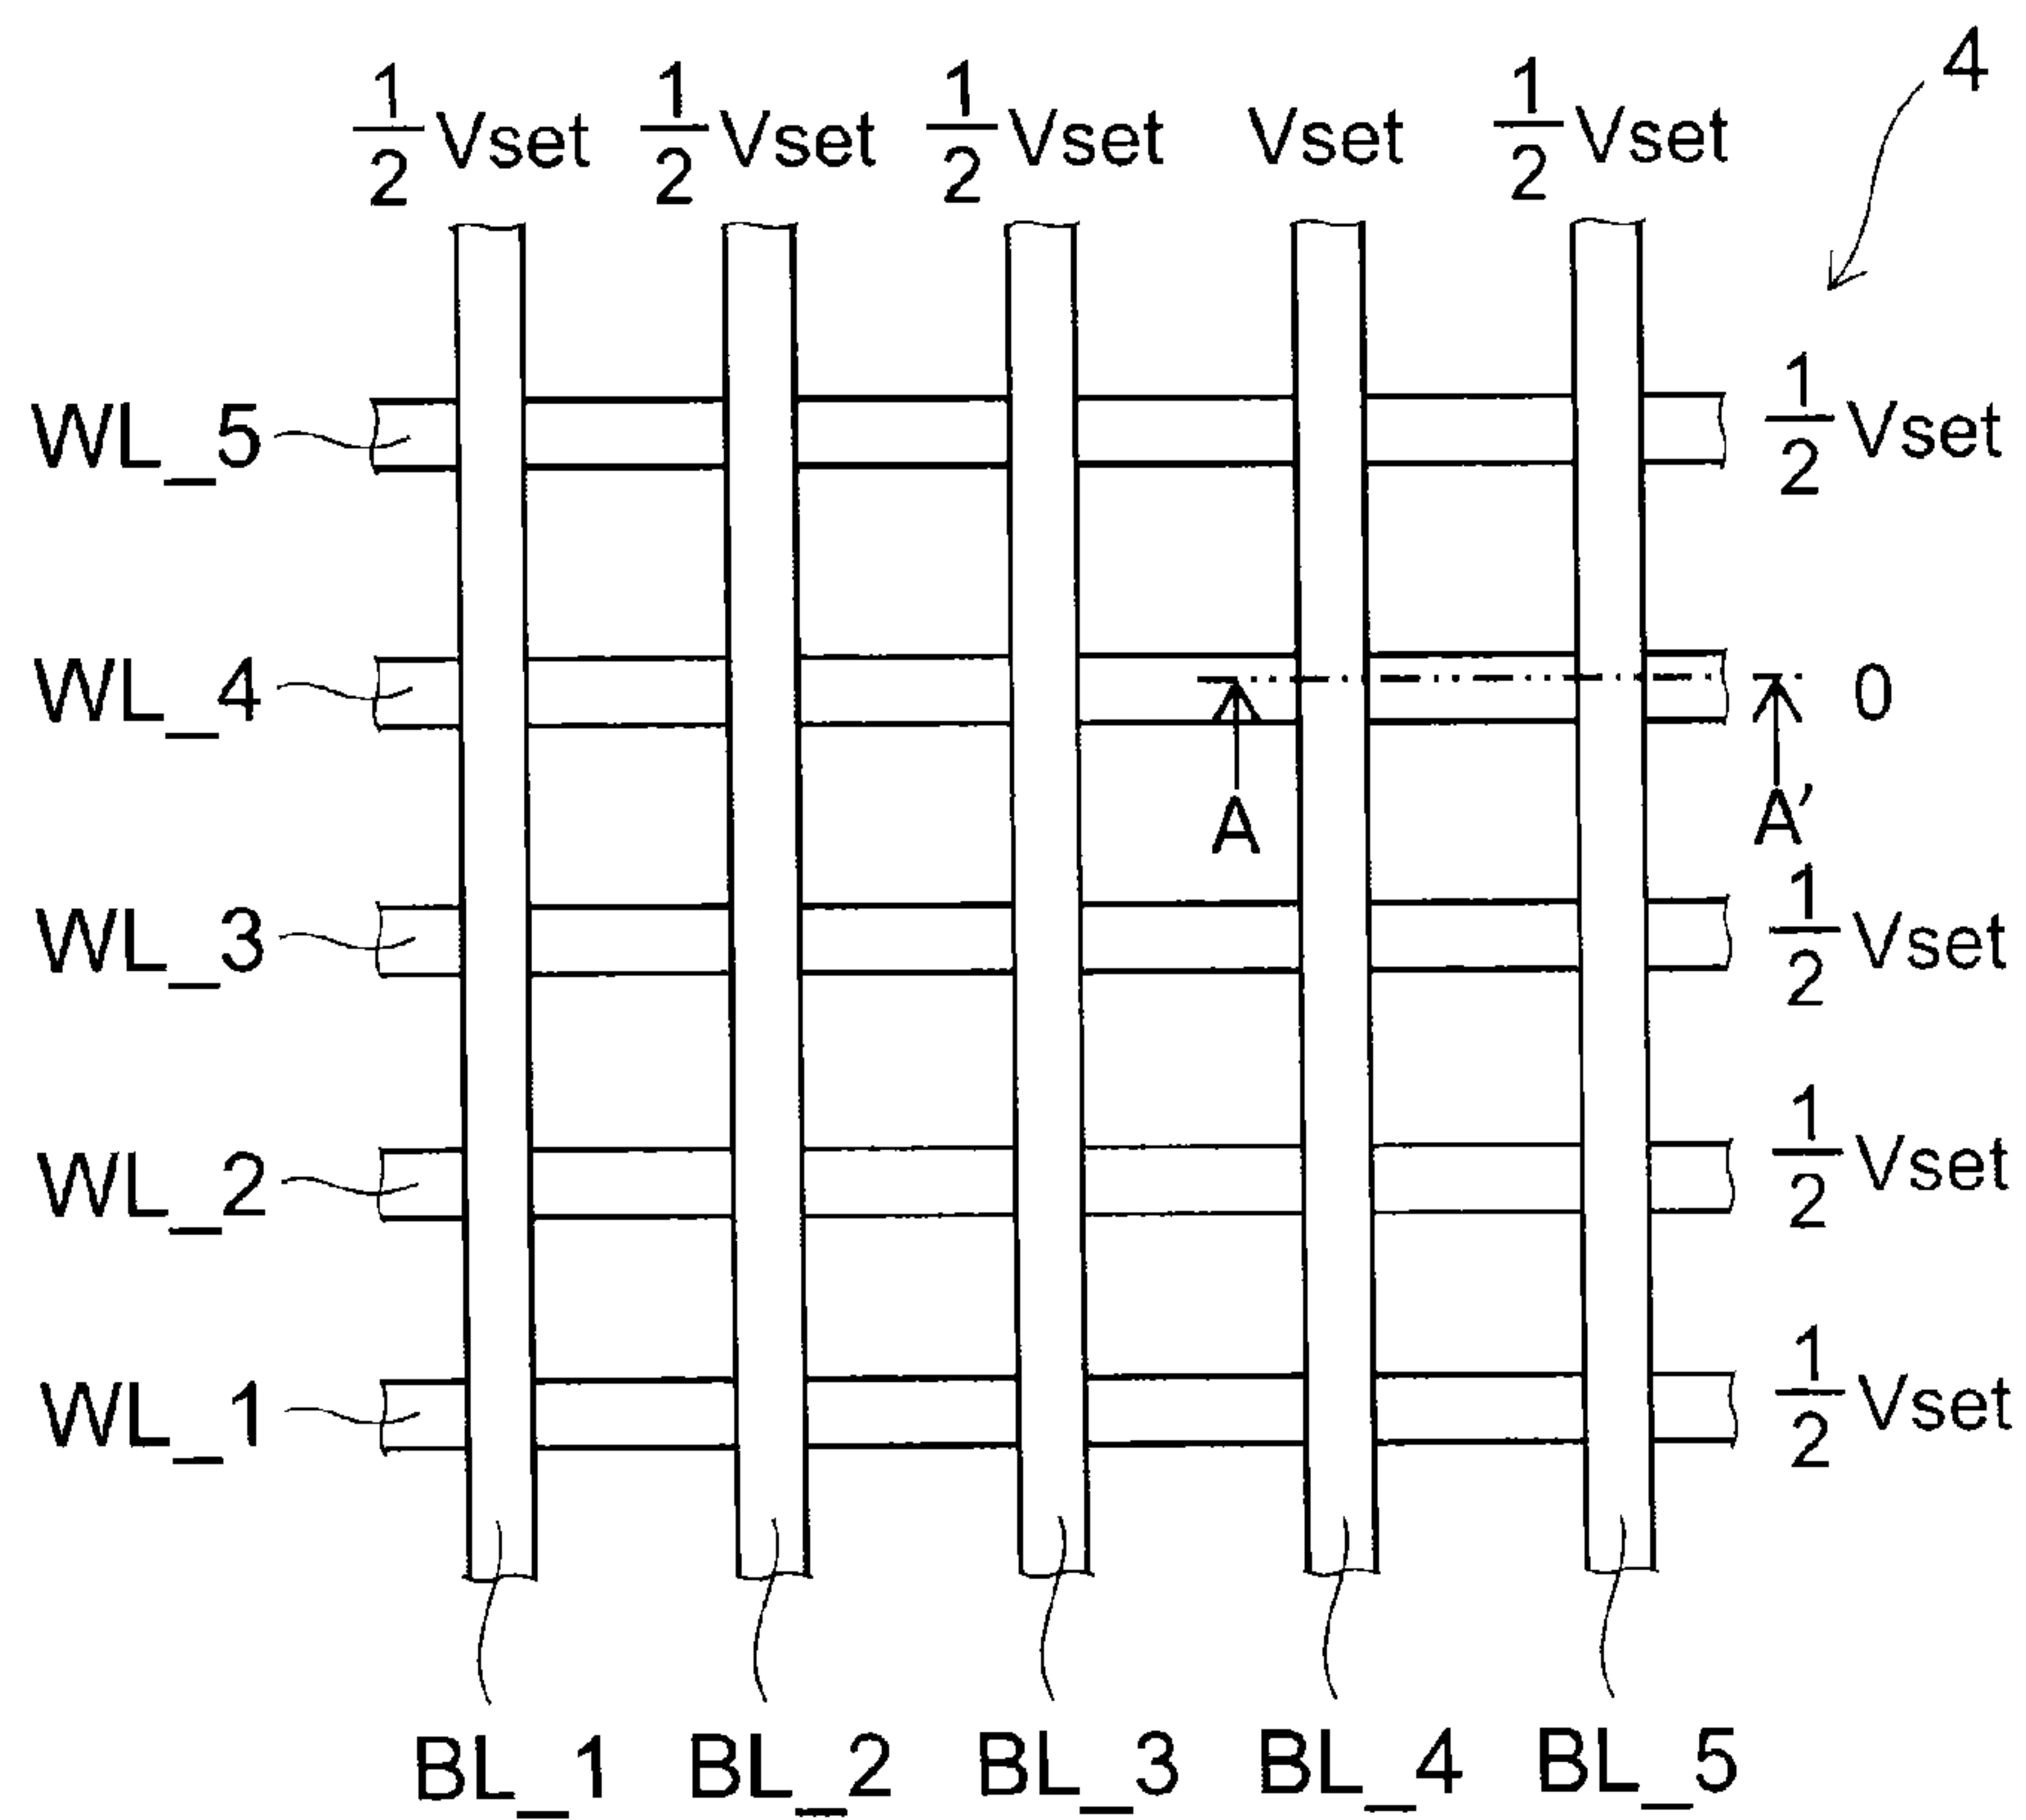 4
1/2 Vset 1/2 Vset 1/2 Vset Vset 1/2 Vset
WL_5 1/2 Vset
WL_4 0
A A'
WL_3 1/2 Vset
WL_2 1/2 Vset
WL_1 1/2 Vset
BL_1 BL_2 BL_3 BL_4 BL_5